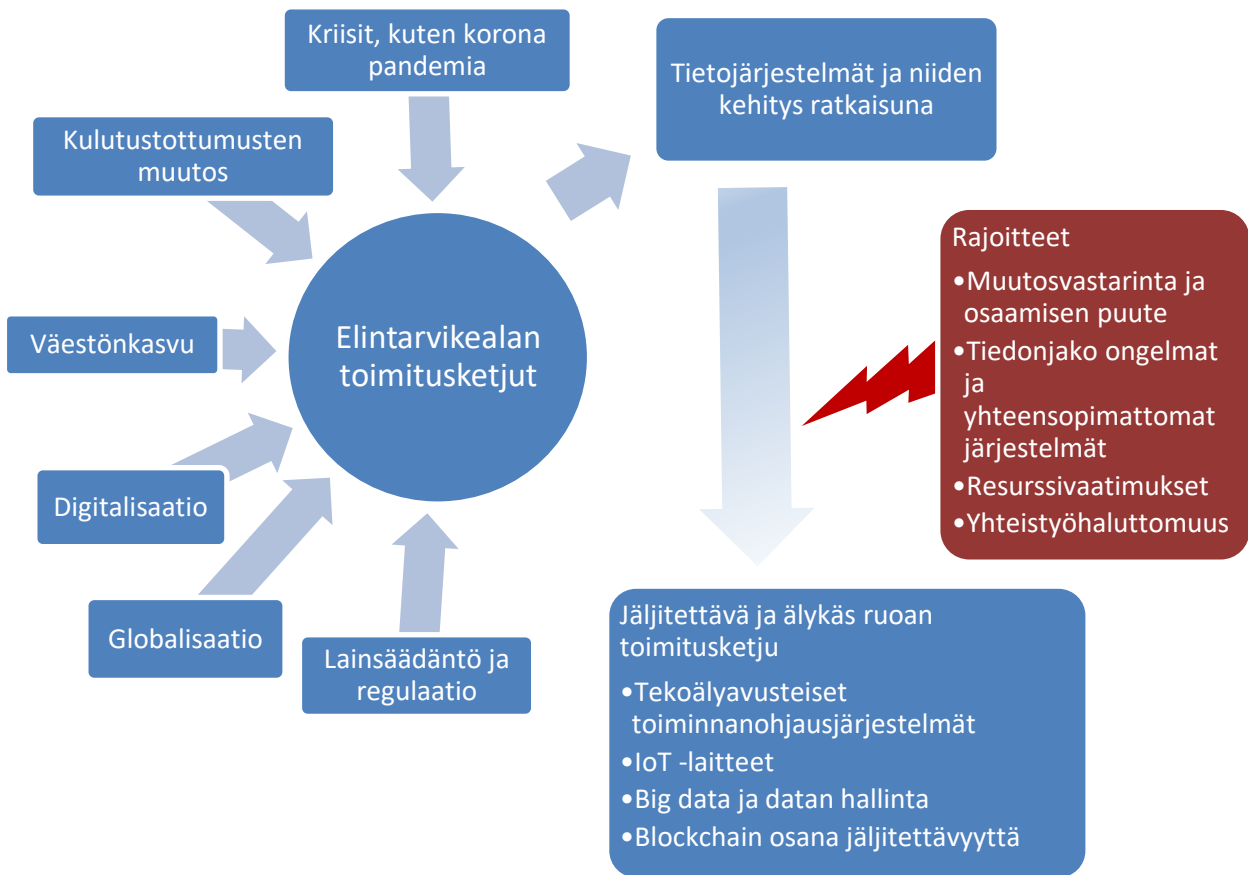 Kriisit, kuten korona
pandemia
Tietojärjestelmät ja niiden
kehitys ratkaisuna
Kulutustottumusten
muutos
Väestönkasvu
Elintarvikealan
toimitusketjut
Digitalisaatio
Globalisaatio
Lainsäädäntö ja
regulaatio
Rajoitteet
•Muutosvastarinta ja
osaamisen puute
•Tiedonjako ongelmat
ja
yhteensopimattomat
järjestelmät
•Resurssivaatimukset
•Yhteistyöhaluttomuus
Jäljitettävä ja älykäs ruoan
toimitusketju
•Tekoälyavusteiset
toiminnanohjausjärjestelmät
•IoT -laitteet
•Big data ja datan hallinta
•Blockchain osana jäljitettävyyttä